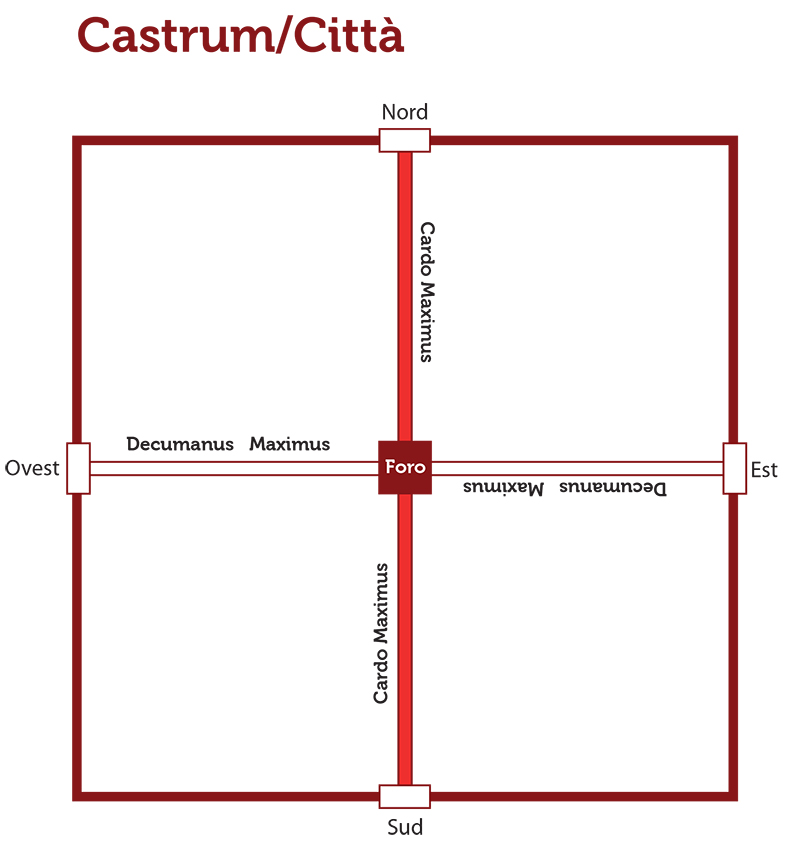 Castrum/Città
Nord
Cardo Maximus
Decumanus Maximus
Ovest
Foro
Est
Decumanus Maximus
Cardo Maximus
Sud